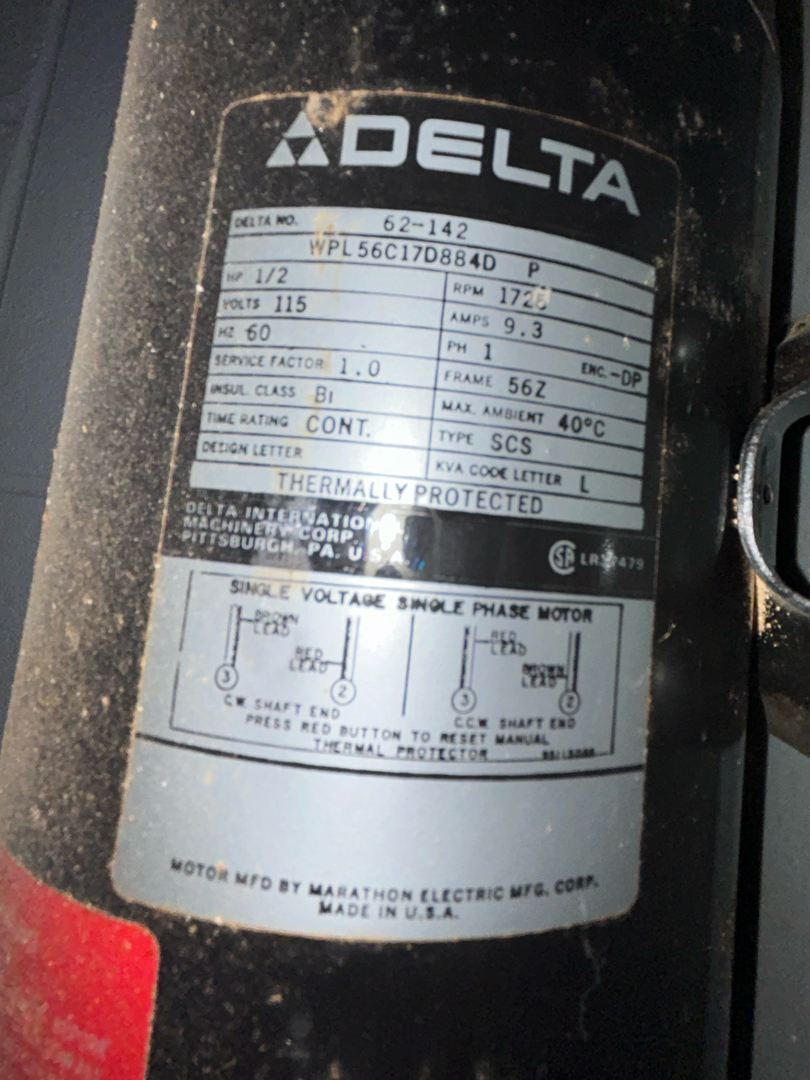 DELTA
DELTA NO. 62-142
WPL56C17D884D P
HP 1/2 RPM 1725
VOLTS 115 AMPS 9.3
HZ 60 PH 1 ENC.-DP
SERVICE FACTOR 1.0 FRAME 56Z
INSUL. CLASS B1 MAX. AMBIENT 40°C
TIME RATING CONT. TYPE SCS
DESIGN LETTER KVA CODE LETTER L
THERMALLY PROTECTED
DELTA INTERNATIONAL
MACHINERY CORP.
PITTSBURGH, PA. U.S.A.
SINGLE VOLTAGE SINGLE PHASE MOTOR
BROWN LEAD RED LEAD
RED LEAD BROWN LEAD
3 2 3 2
C.W. SHAFT END C.C.W. SHAFT END
PRESS RED BUTTON TO RESET MANUAL
THERMAL PROTECTOR
MOTOR MFD BY MARATHON ELECTRIC MFG. CORP.
MADE IN U.S.A.